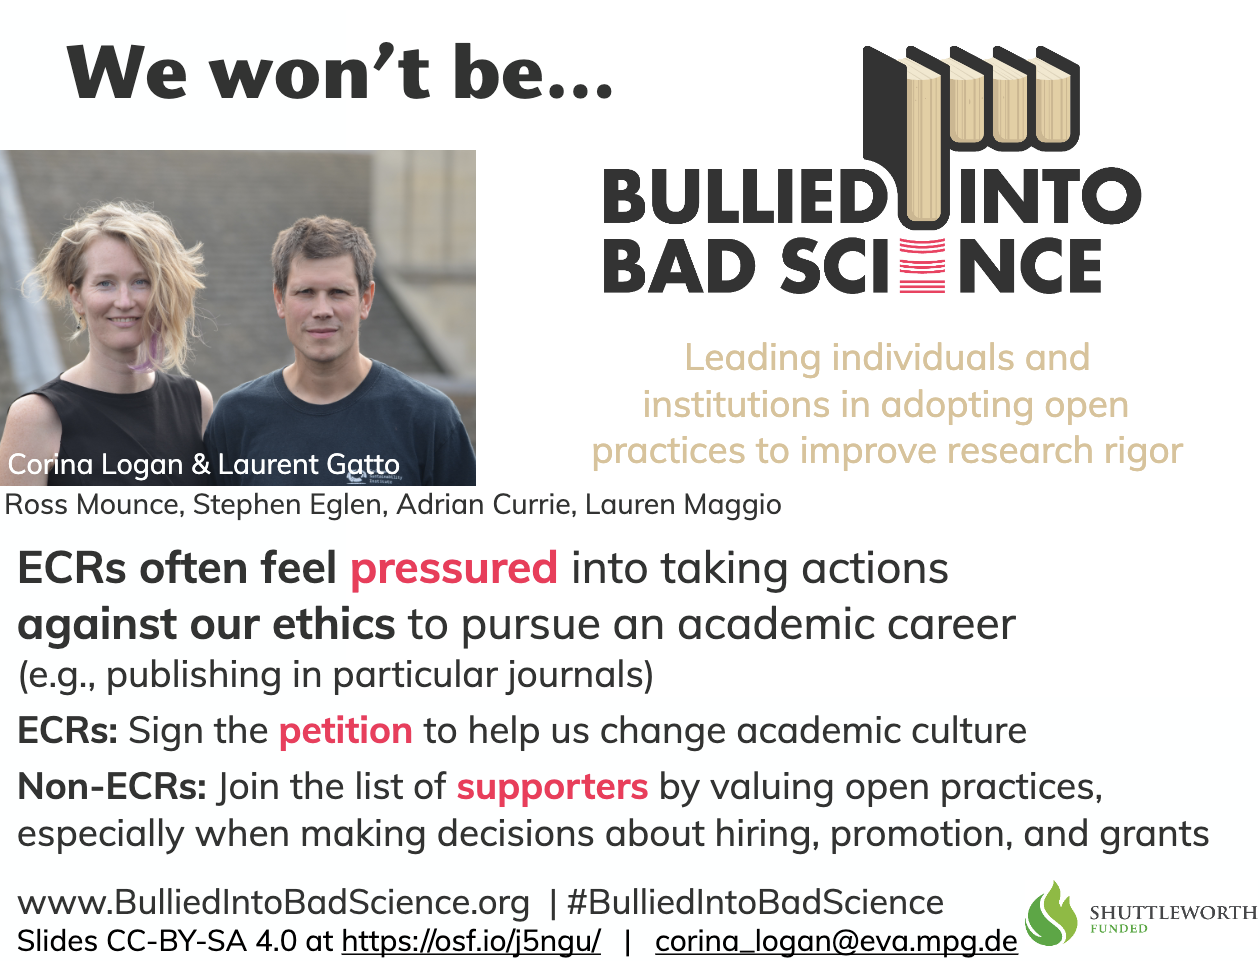 We won't be...
BULLIED INTO
BAD SCIENCE
Leading individuals and
institutions in adopting open
practices to improve research rigor
Corina Logan & Laurent Gatto
Ross Mounce, Stephen Eglen, Adrian Currie, Lauren Maggio
ECRs often feel pressured into taking actions
against our ethics to pursue an academic career
(e.g., publishing in particular journals)
ECRs: Sign the petition to help us change academic culture
Non-ECRs: Join the list of supporters by valuing open practices,
especially when making decisions about hiring, promotion, and grants
www.BulliedIntoBadScience.org | #BulliedIntoBadScience
Slides CC-BY-SA 4.0 at https://osf.io/j5ngu/ | corina_logan@eva.mpg.de
SHUTTLEWORTH
FUNDED